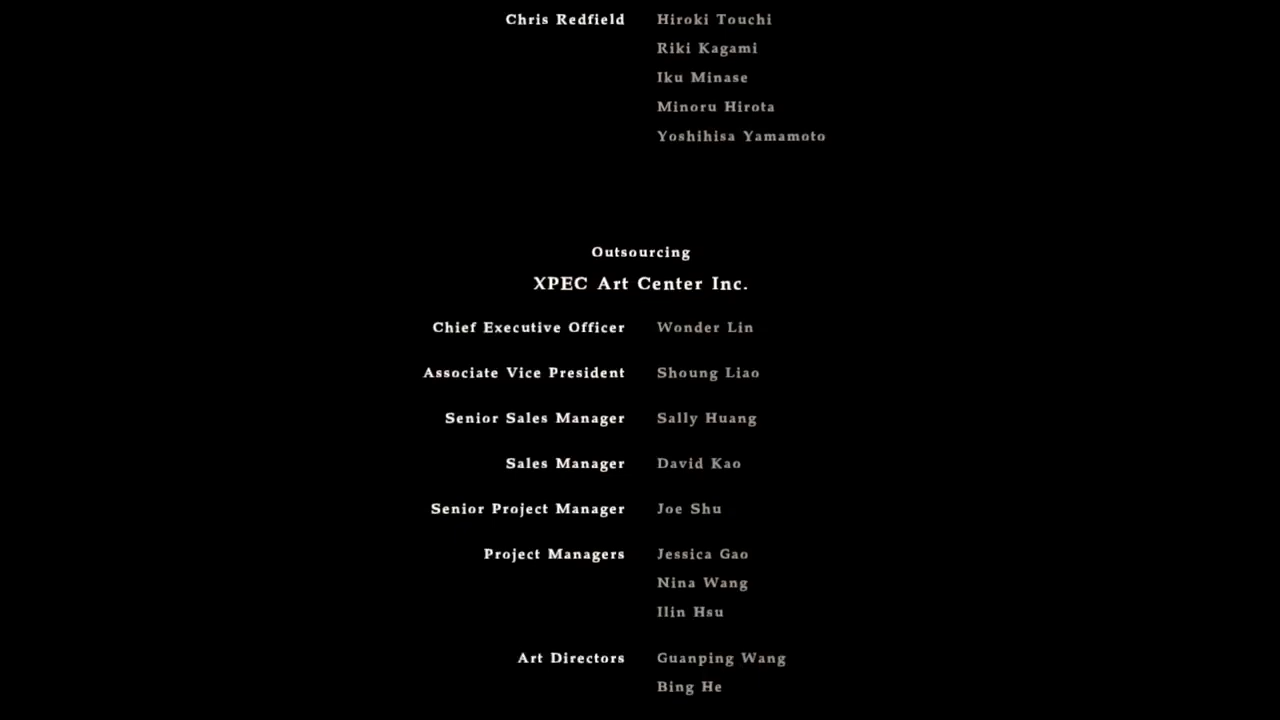 Chris Redfield Hiroki Touchi
Riki Kagami
Iku Minase
Minoru Hirota
Yoshihisa Yamamoto
Outsourcing
XPEC Art Center Inc.
Chief Executive Officer Wonder Lin
Associate Vice President Shoung Liao
Senior Sales Manager Sally Huang
Sales Manager David Kao
Senior Project Manager Joe Shu
Project Managers Jessica Gao
Nina Wang
Ilin Hsu
Art Directors Guanping Wang
Bing He